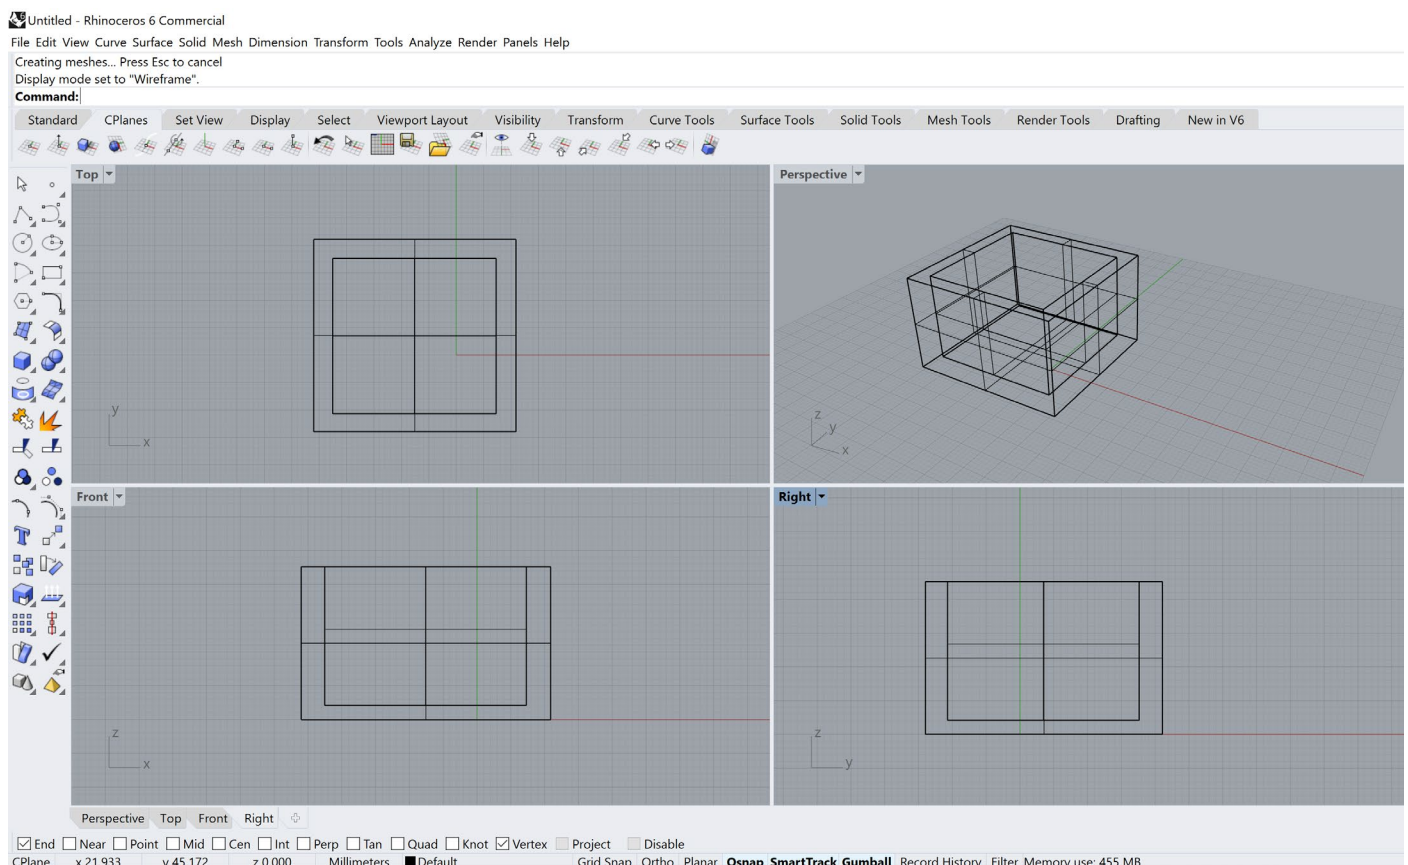 Untitled - Rhinoceros 6 Commercial
File Edit View Curve Surface Solid Mesh Dimension Transform Tools Analyze Render Panels Help
Creating meshes... Press Esc to cancel
Display mode set to "Wireframe".
Command:
Standard CPlanes Set View Display Select Viewport Layout Visibility Transform Curve Tools Surface Tools Solid Tools Mesh Tools Render Tools Drafting New in V6
Top
Perspective
y
x
z
y
x
Front
Right
z
x
z
y
Perspective Top Front Right
End Near Point Mid Cen Int Perp Tan Quad Knot Vertex Project Disable
CPlane x 21.933 y 45.172 z 0.000 Millimeters Default Grid Snap Ortho Planar Osnap SmartTrack Gumball Record History Filter Memory use: 455 MB